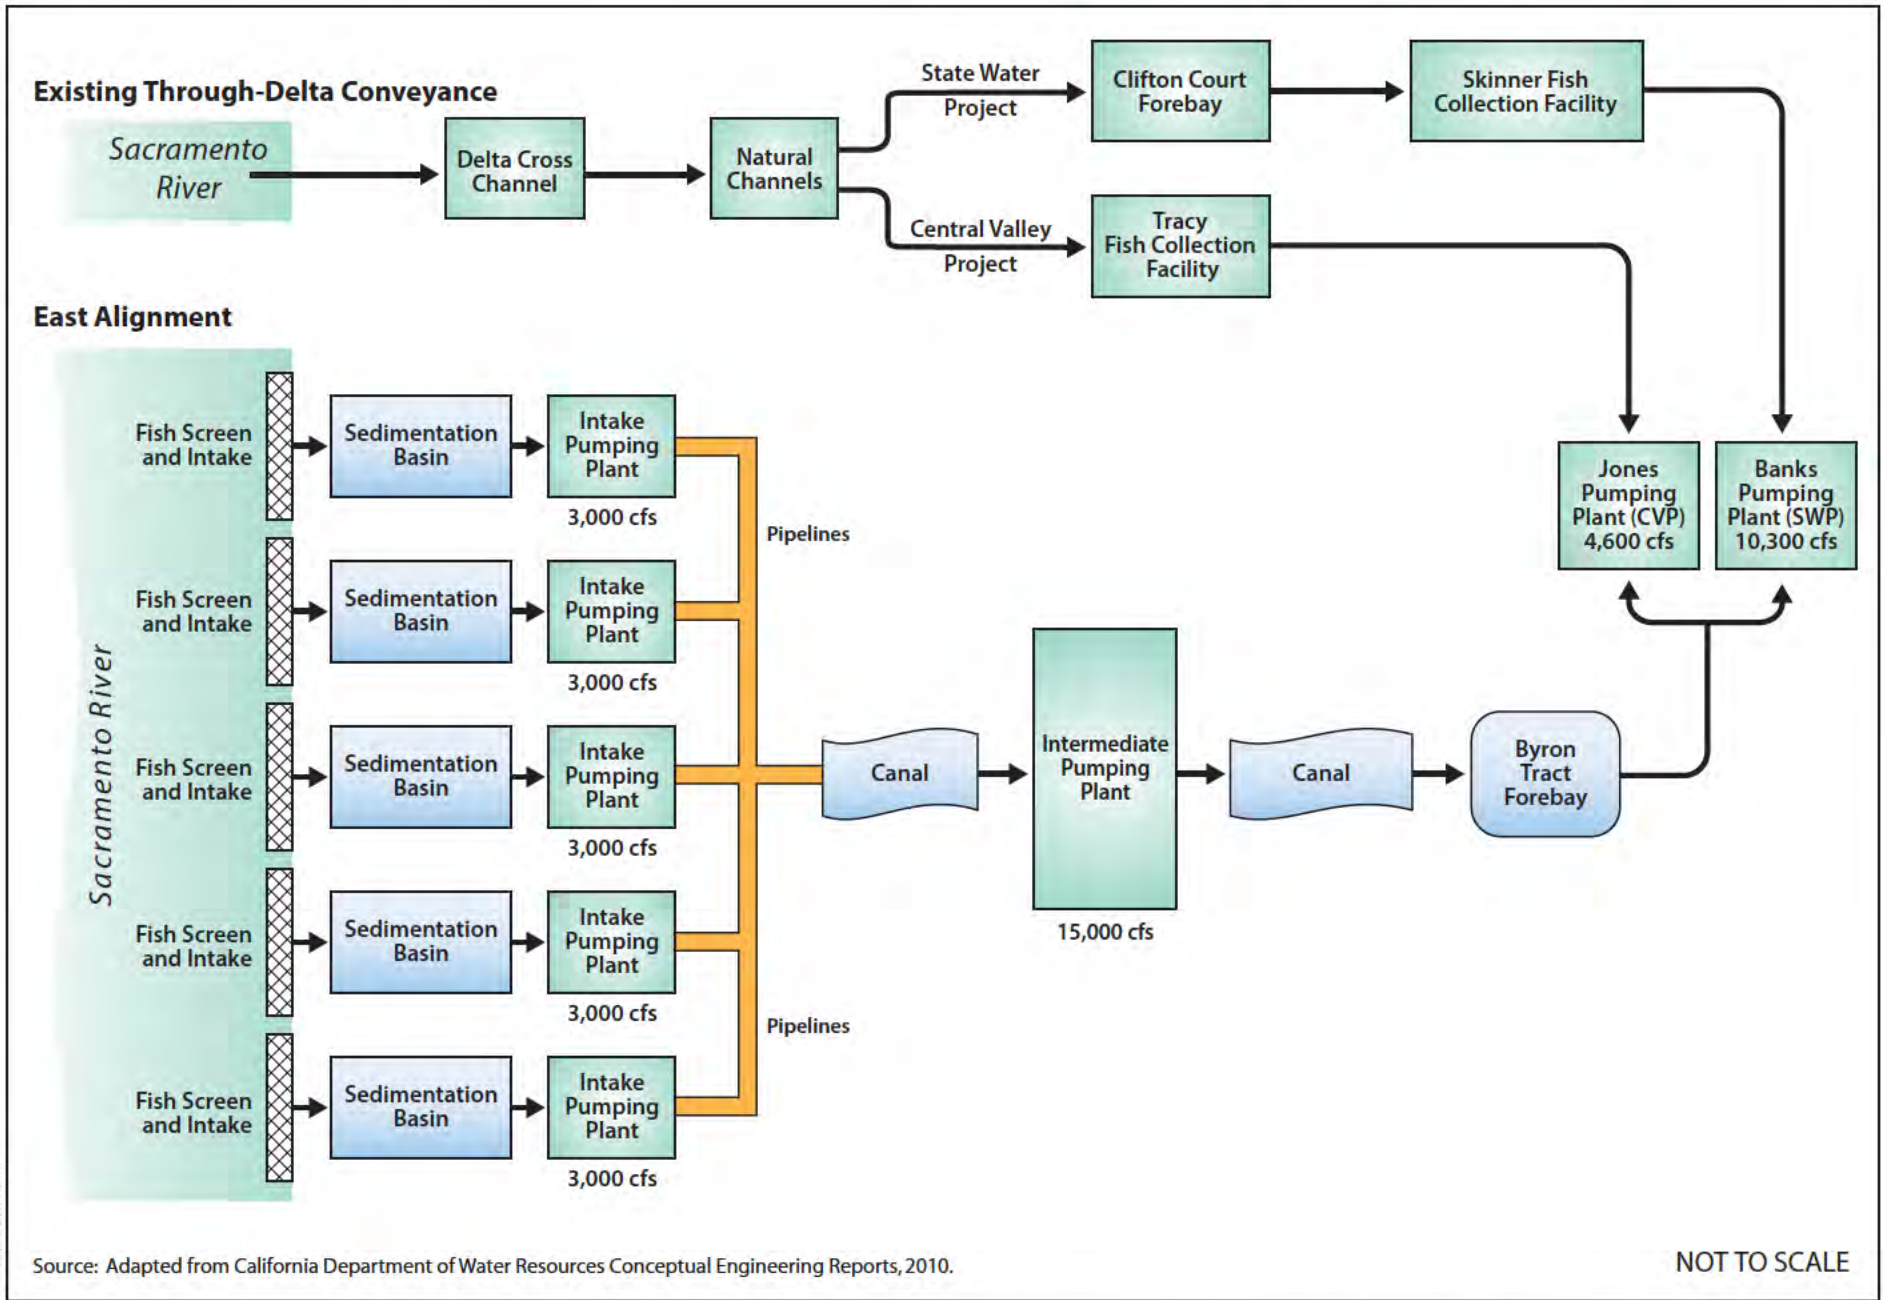 Existing Through-Delta Conveyance
Sacramento
River
Delta Cross
Channel
Natural
Channels
State Water
Project
Clifton Court
Forebay
Skinner Fish
Collection Facility
Central Valley
Project
Tracy
Fish Collection
Facility
East Alignment
Sacramento River
Fish Screen
and Intake
Sedimentation
Basin
Intake
Pumping
Plant
3,000 cfs
Pipelines
Fish Screen
and Intake
Sedimentation
Basin
Intake
Pumping
Plant
3,000 cfs
Fish Screen
and Intake
Sedimentation
Basin
Intake
Pumping
Plant
3,000 cfs
Fish Screen
and Intake
Sedimentation
Basin
Intake
Pumping
Plant
3,000 cfs
Pipelines
Fish Screen
and Intake
Sedimentation
Basin
Intake
Pumping
Plant
3,000 cfs
Canal
Intermediate
Pumping
Plant
15,000 cfs
Canal
Byron
Tract
Forebay
Jones
Pumping
Plant (CVP)
4,600 cfs
Banks
Pumping
Plant (SWP)
10,300 cfs
Source: Adapted from California Department of Water Resources Conceptual Engineering Reports, 2010.
NOT TO SCALE